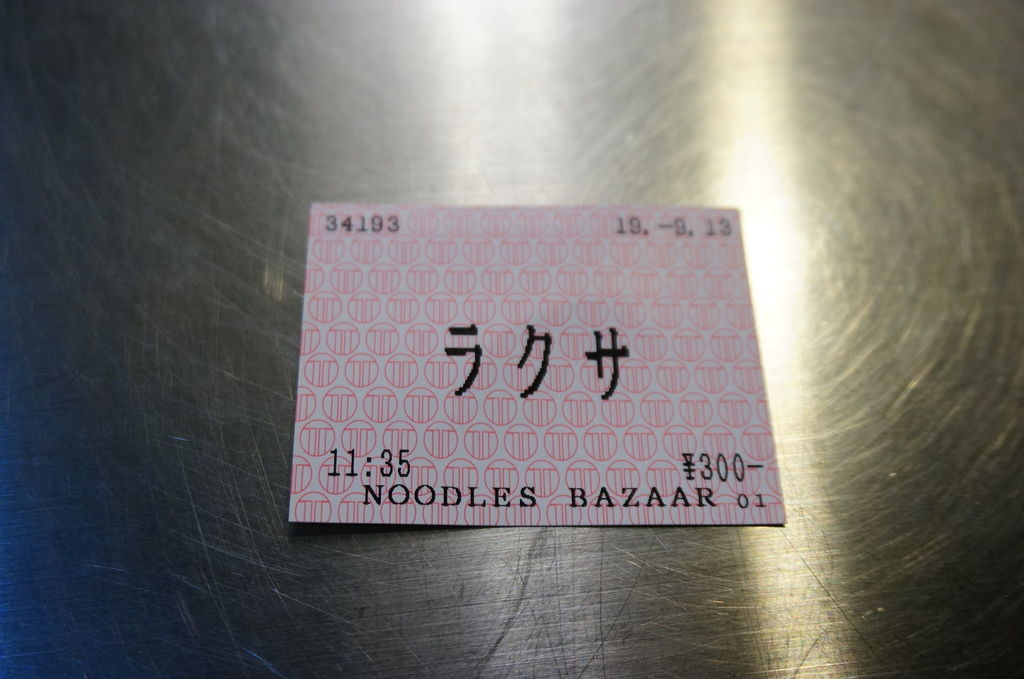 34193 19.-9.13
ラクサ
11:35 ¥300-
NOODLES BAZAAR 01